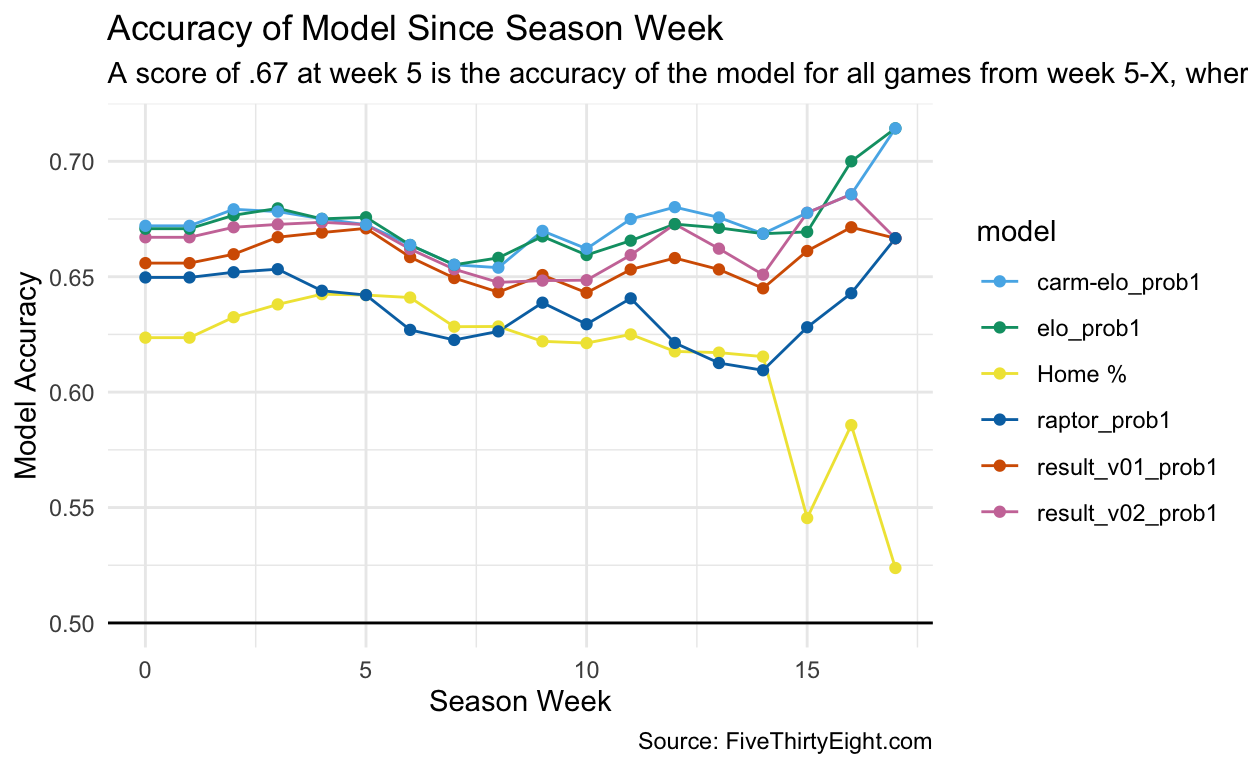 Accuracy of Model Since Season Week
A score of .67 at week 5 is the accuracy of the model for all games from week 5-X, wher
Model Accuracy
0.70
0.65
0.60
0.55
0.50
0
5
10
15
Season Week
model
carm-elo_prob1
elo_prob1
Home %
raptor_prob1
result_v01_prob1
result_v02_prob1
Source: FiveThirtyEight.com